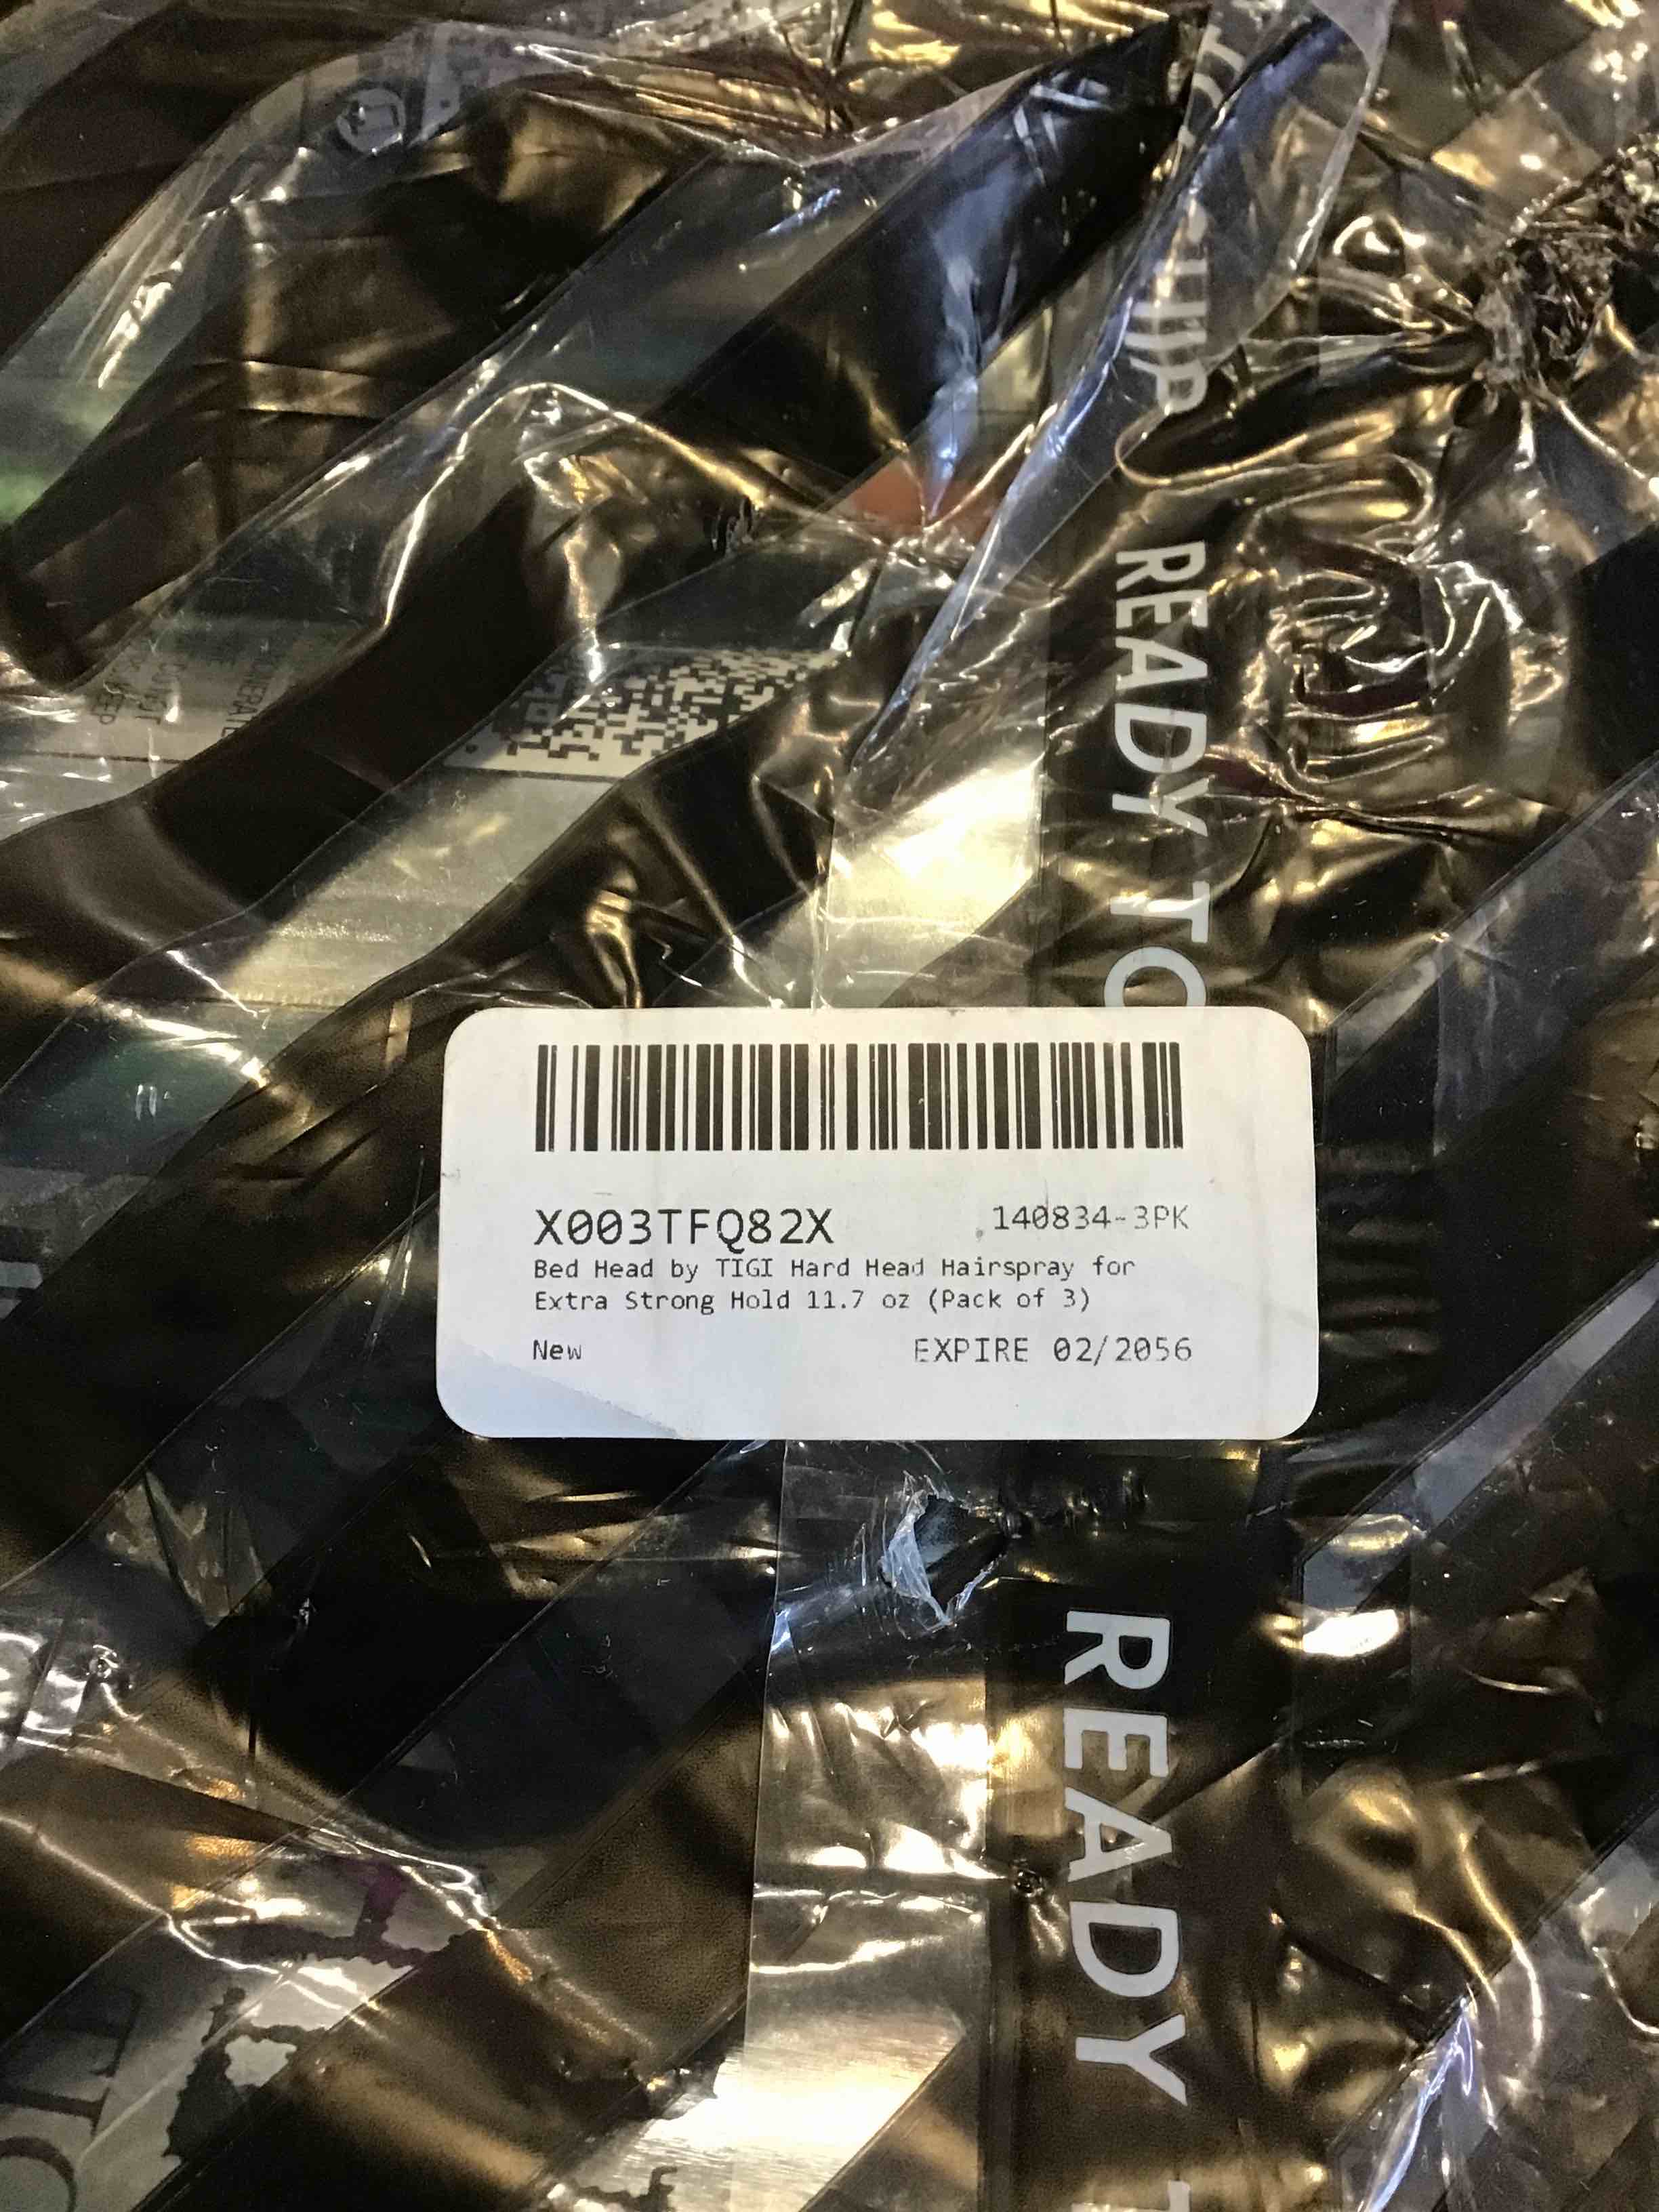 SHIP
READY TO
X003TFQ82X
140834-3PK
Bed Head by TIGI Hard Head Hairspray for
Extra Strong Hold 11.7 oz (Pack of 3)
New
EXPIRE 02/2056
READY